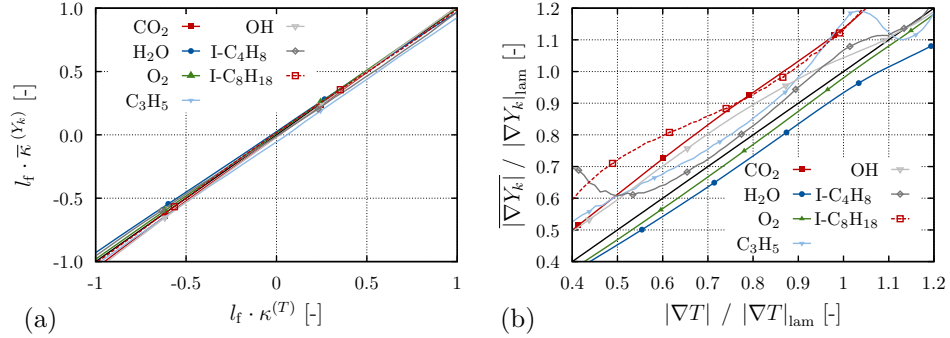 1.0
0.5
0.0
-0.5
-1.0
-1
-0.5
0
0.5
1
l_f · κ̅^(Y_k) [-]
l_f · κ^(T) [-]
CO₂
H₂O
O₂
C₃H₅
OH
I-C₄H₈
I-C₈H₁₈
(a)
1.2
1.1
1.0
0.9
0.8
0.7
0.6
0.5
0.4
0.4
0.5
0.6
0.7
0.8
0.9
1
1.1
1.2
|∇Y_k|̅ / |∇Y_k|_lam [-]
|∇T| / |∇T|_lam [-]
CO₂
H₂O
O₂
C₃H₅
OH
I-C₄H₈
I-C₈H₁₈
(b)